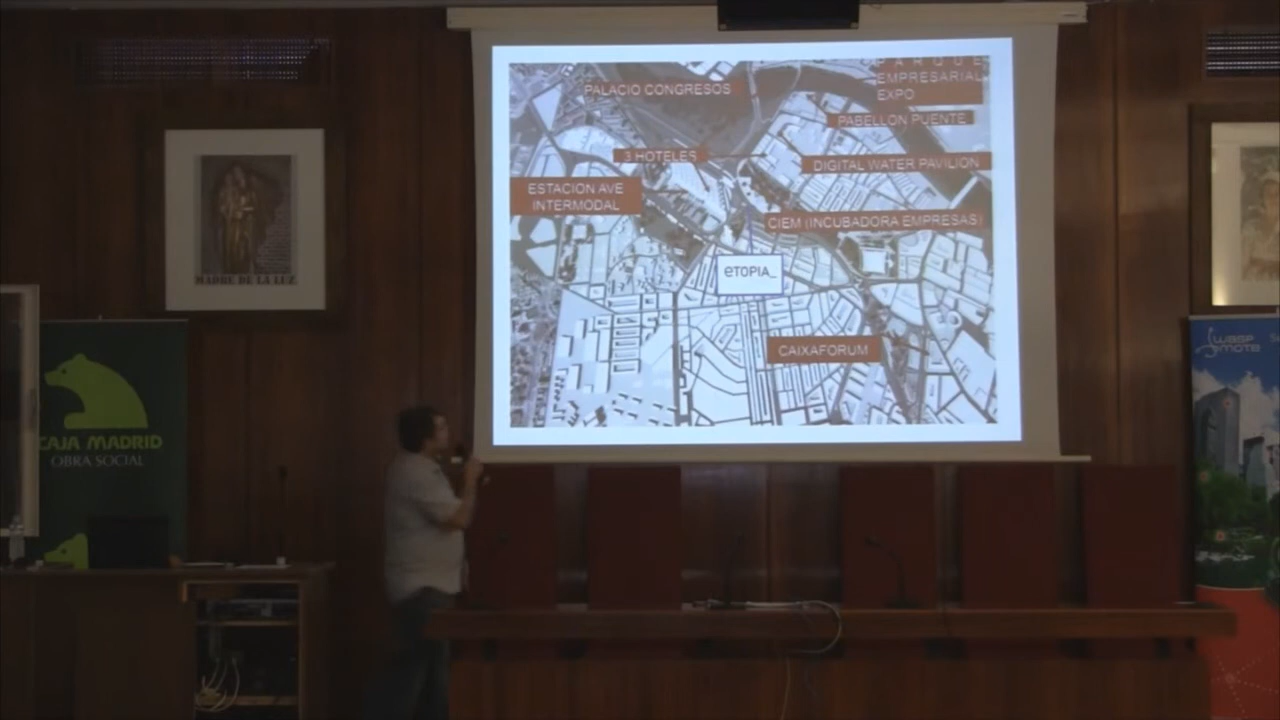 PALACIO CONGRESOS
PARQUE
EMPRESARIAL
EXPO
PABELLON PUENTE
3 HOTELES
DIGITAL WATER PAVILION
ESTACION AVE
INTERMODAL
CIEM (INCUBADORA EMPRESAS)
eTOPIA_
CAIXAFORUM
MADRE DE LA LUZ
CAJA MADRID
OBRA SOCIAL
WASP
MOTE